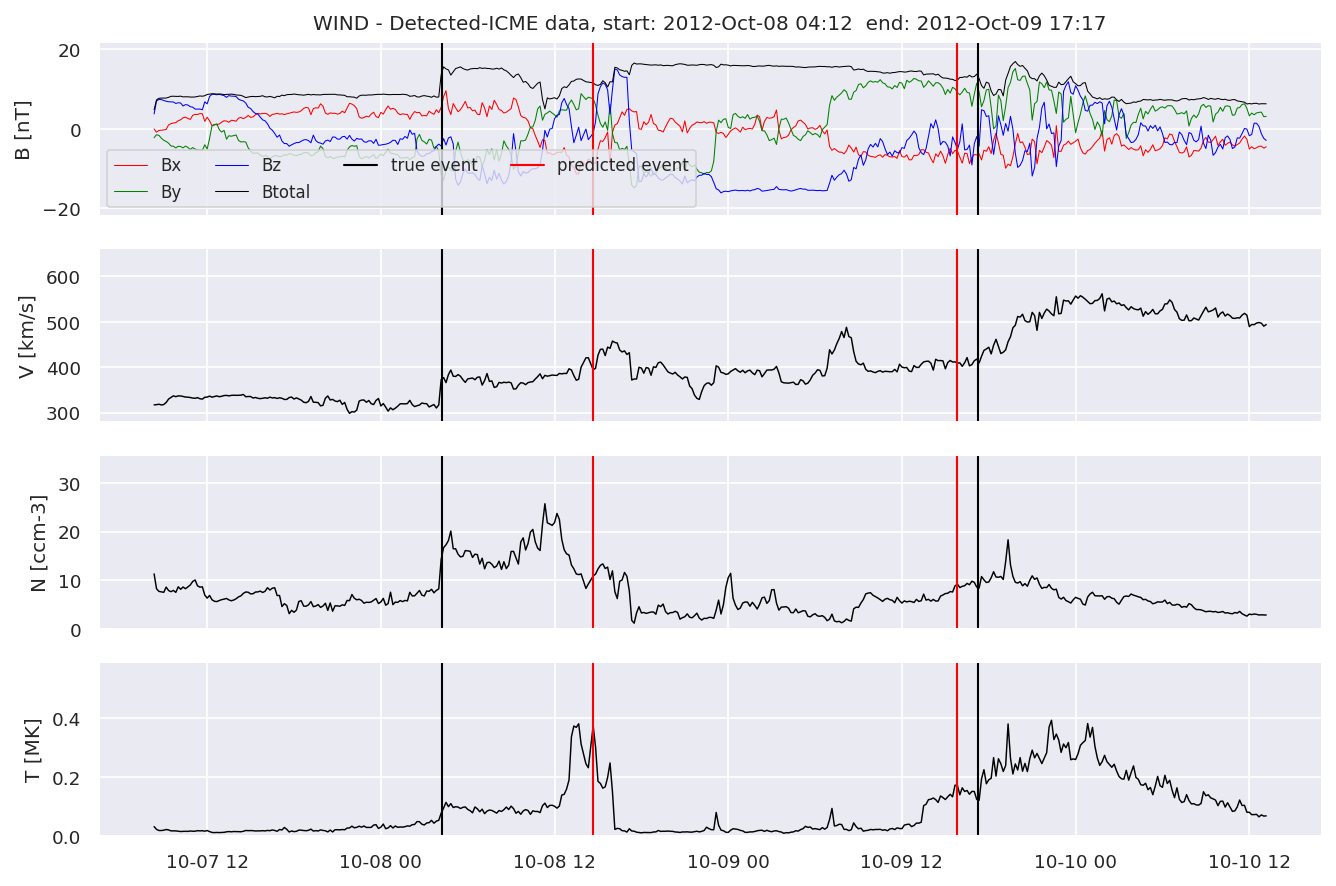 WIND - Detected-ICME data, start: 2012-Oct-08 04:12  end: 2012-Oct-09 17:17
B [nT]
20
0
−20
Bx Bz true event predicted event
By Btotal
V [km/s]
600
500
400
300
N [ccm-3]
30
20
10
0
T [MK]
0.4
0.2
0.0
10-07 12 10-08 00 10-08 12 10-09 00 10-09 12 10-10 00 10-10 12